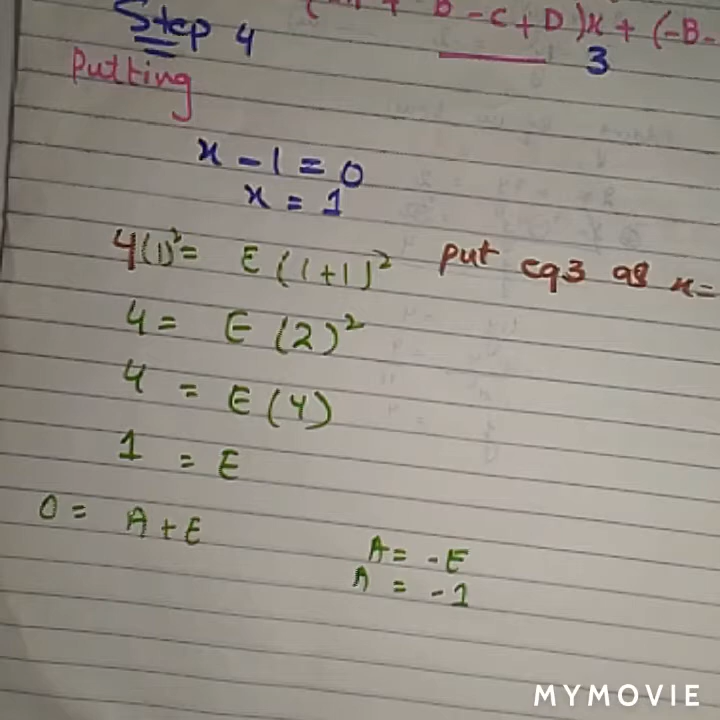 + B - C + D)x + (-B-
3
Step 4
Putting
x - 1 = 0
x = 1
4(1)² = E(1+1)² put eq3 as x=
4 = E(2)²
4 = E(4)
1 = E
0 = A + E
A = -E
A = -1
MYMOVIE